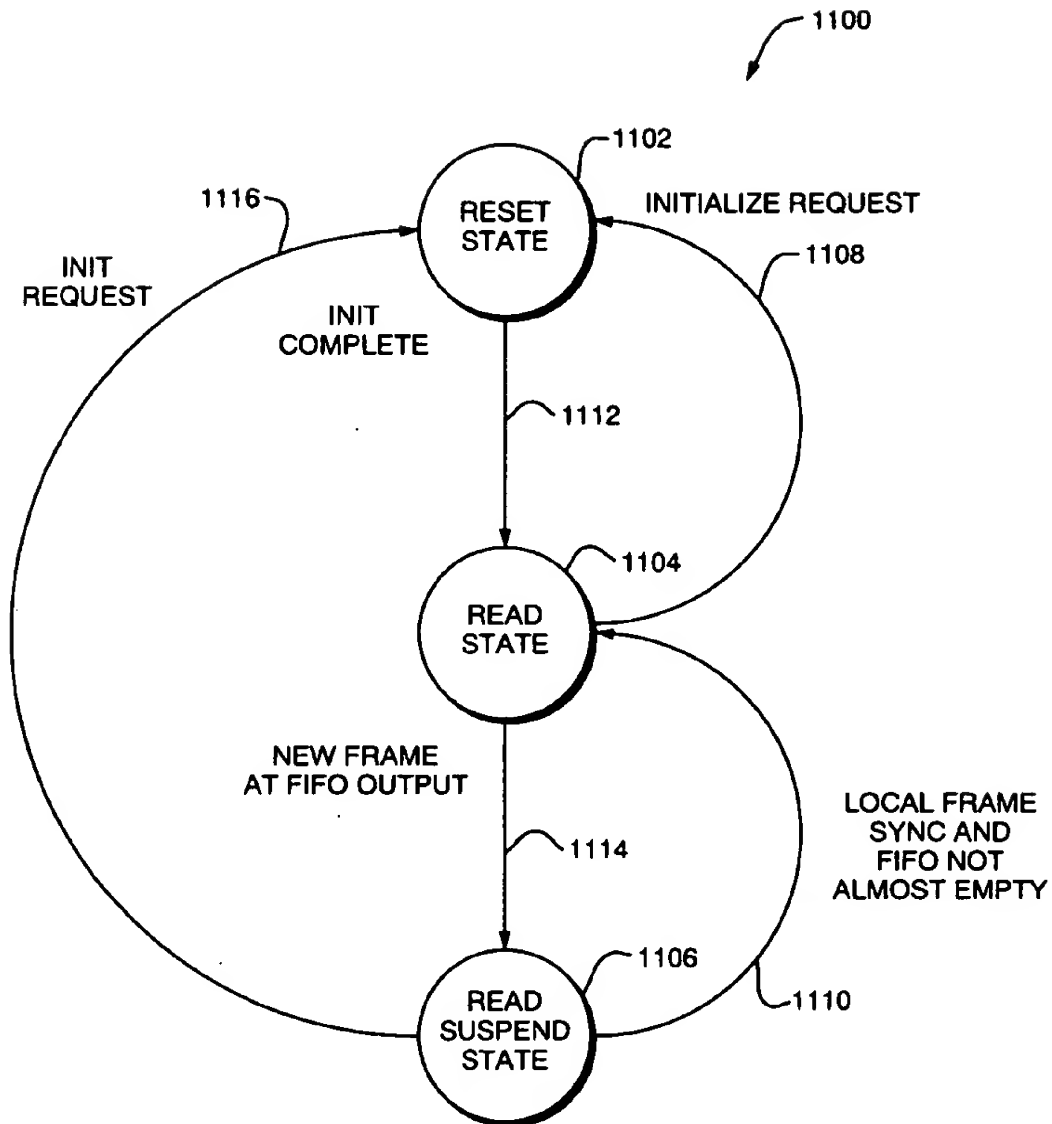 1100
1102
RESET
STATE
INITIALIZE REQUEST
1116
1108
INIT
REQUEST
INIT
COMPLETE
1112
1104
READ
STATE
NEW FRAME
AT FIFO OUTPUT
LOCAL FRAME
SYNC AND
FIFO NOT
ALMOST EMPTY
1114
1106
1110
READ
SUSPEND
STATE